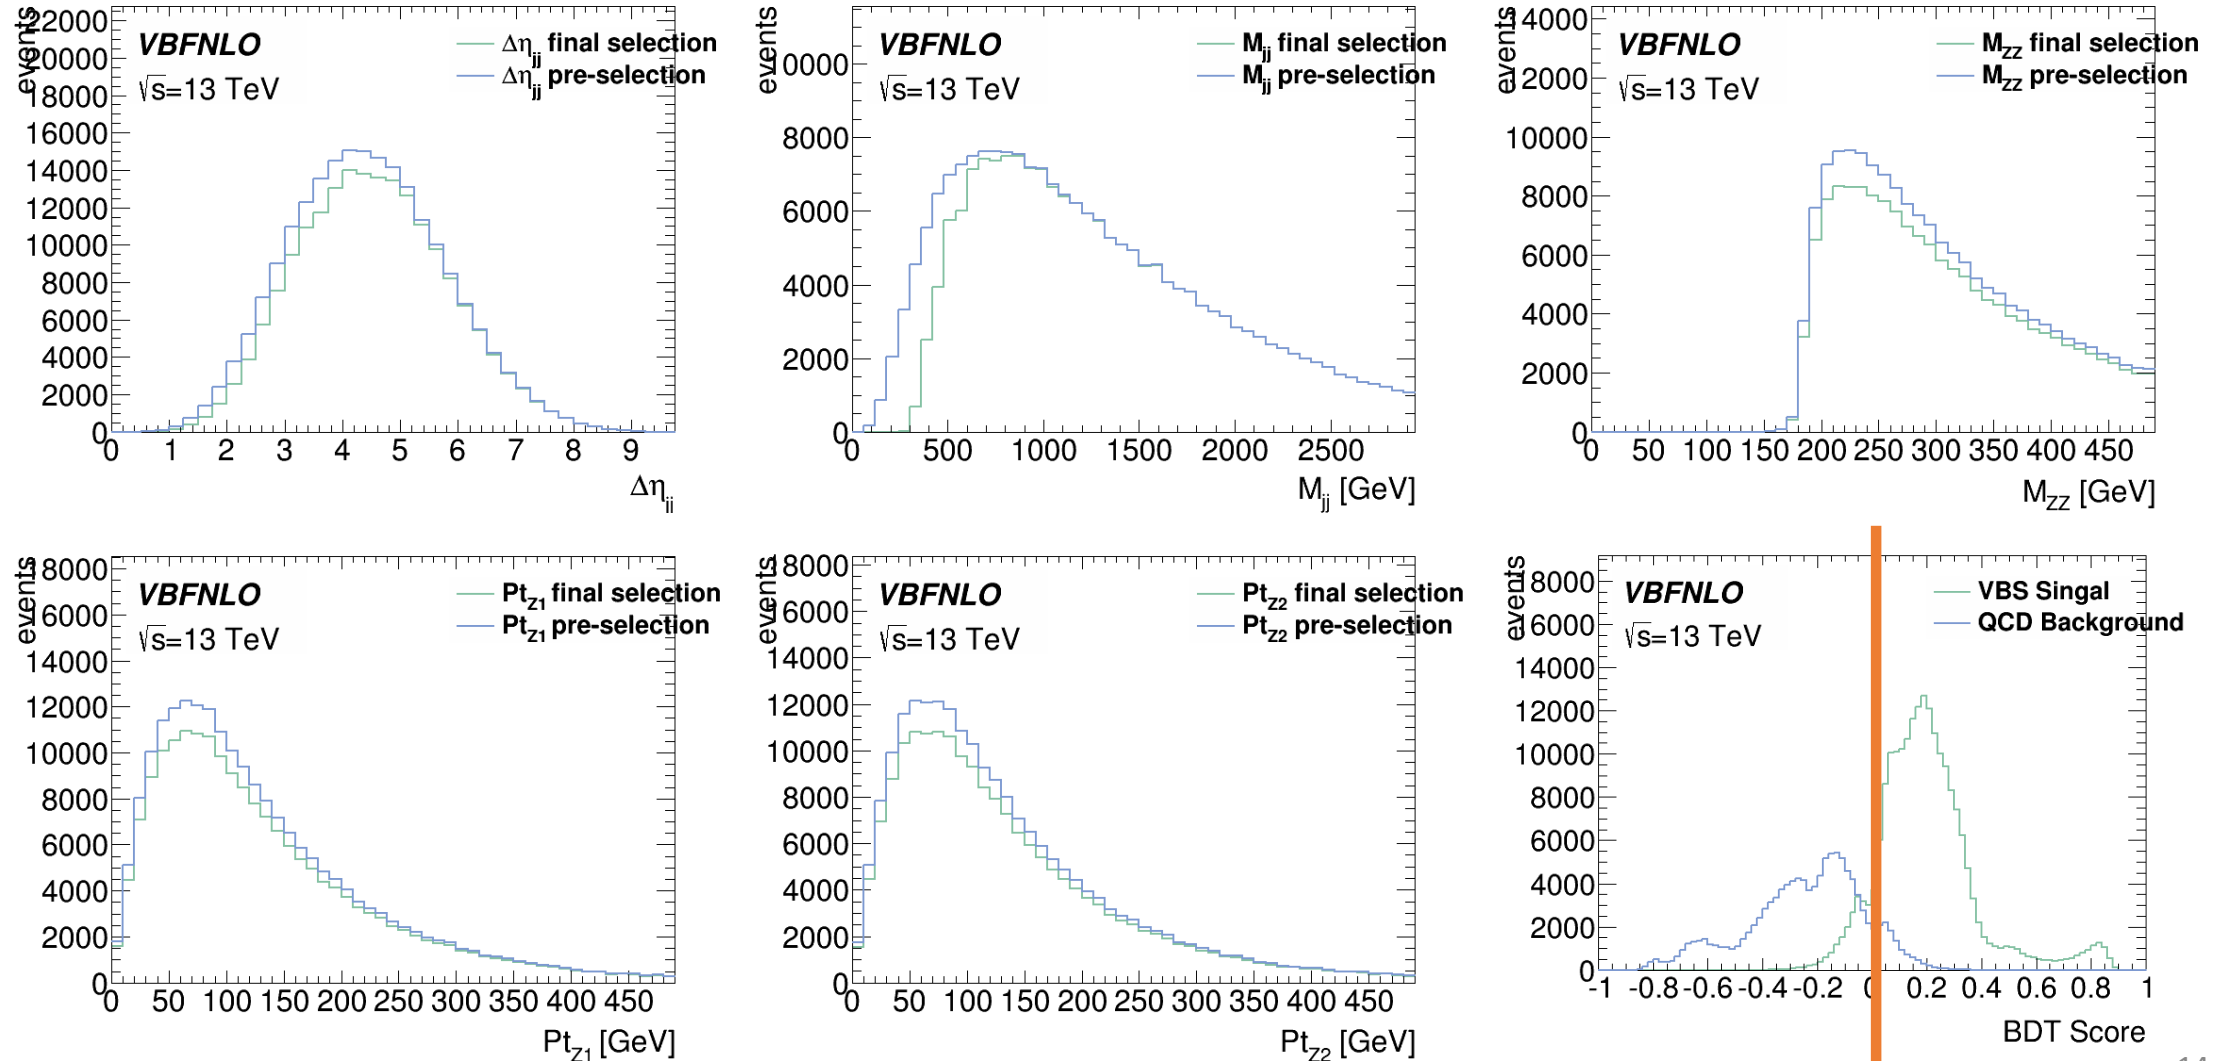 events
22000
20000
18000
16000
14000
12000
10000
8000
6000
4000
2000
0
VBFNLO
√s=13 TeV
Δηjj final selection
Δηjj pre-selection
0 1 2 3 4 5 6 7 8 9
Δηjj
events
10000
8000
6000
4000
2000
0
VBFNLO
√s=13 TeV
Mjj final selection
Mjj pre-selection
0 500 1000 1500 2000 2500
Mjj [GeV]
events
14000
12000
10000
8000
6000
4000
2000
0
VBFNLO
√s=13 TeV
MZZ final selection
MZZ pre-selection
0 50 100 150 200 250 300 350 400 450
MZZ [GeV]
events
18000
16000
14000
12000
10000
8000
6000
4000
2000
0
VBFNLO
√s=13 TeV
PtZ1 final selection
PtZ1 pre-selection
0 50 100 150 200 250 300 350 400 450
PtZ1 [GeV]
events
18000
16000
14000
12000
10000
8000
6000
4000
2000
0
VBFNLO
√s=13 TeV
PtZ2 final selection
PtZ2 pre-selection
0 50 100 150 200 250 300 350 400 450
PtZ2 [GeV]
events
18000
16000
14000
12000
10000
8000
6000
4000
2000
0
VBFNLO
√s=13 TeV
VBS Singal
QCD Background
-1 -0.8 -0.6 -0.4 -0.2 0 0.2 0.4 0.6 0.8 1
BDT Score